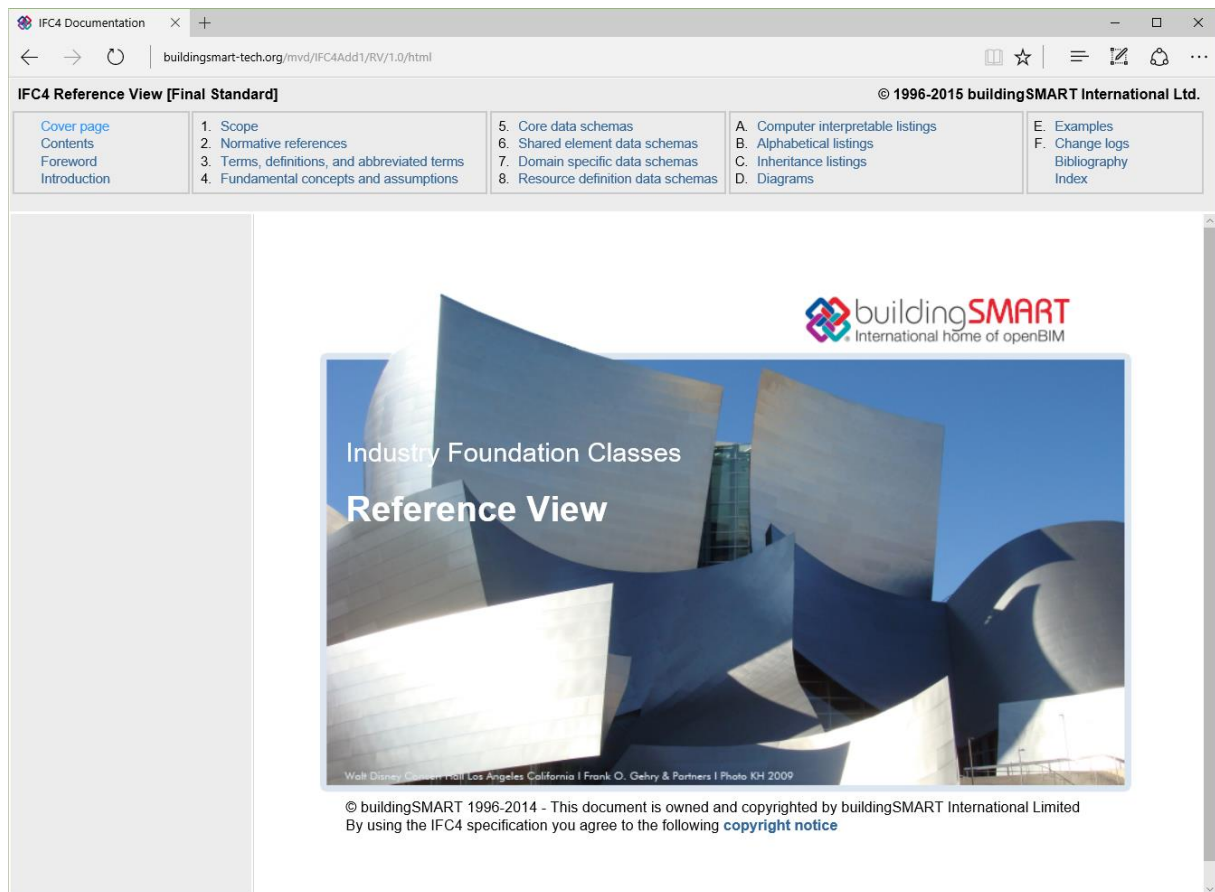 IFC4 Documentation
buildingsmart-tech.org/mvd/IFC4Add1/RV/1.0/html
IFC4 Reference View [Final Standard]
© 1996-2015 buildingSMART International Ltd.
Cover page
Contents
Foreword
Introduction
1. Scope
2. Normative references
3. Terms, definitions, and abbreviated terms
4. Fundamental concepts and assumptions
5. Core data schemas
6. Shared element data schemas
7. Domain specific data schemas
8. Resource definition data schemas
A. Computer interpretable listings
B. Alphabetical listings
C. Inheritance listings
D. Diagrams
E. Examples
F. Change logs
Bibliography
Index
buildingSMART
International home of openBIM
Industry Foundation Classes
Reference View
Walt Disney Concert Hall Los Angeles California I Frank O. Gehry & Partners I Photo KH 2009
© buildingSMART 1996-2014 - This document is owned and copyrighted by buildingSMART International Limited
By using the IFC4 specification you agree to the following copyright notice